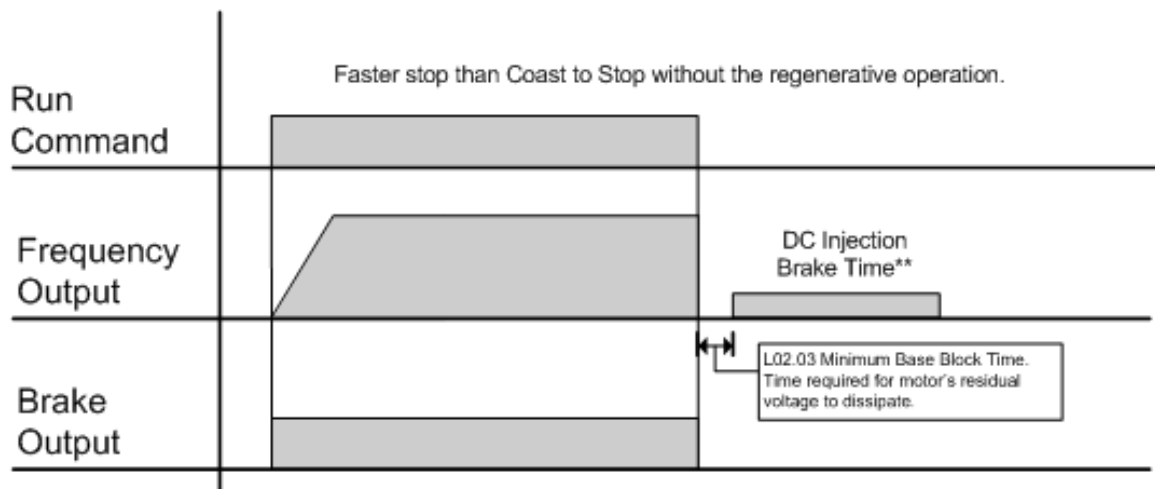 Faster stop than Coast to Stop without the regenerative operation.
Run
Command
Frequency
Output
DC Injection
Brake Time**
L02.03 Minimum Base Block Time.
Time required for motor's residual
voltage to dissipate.
Brake
Output